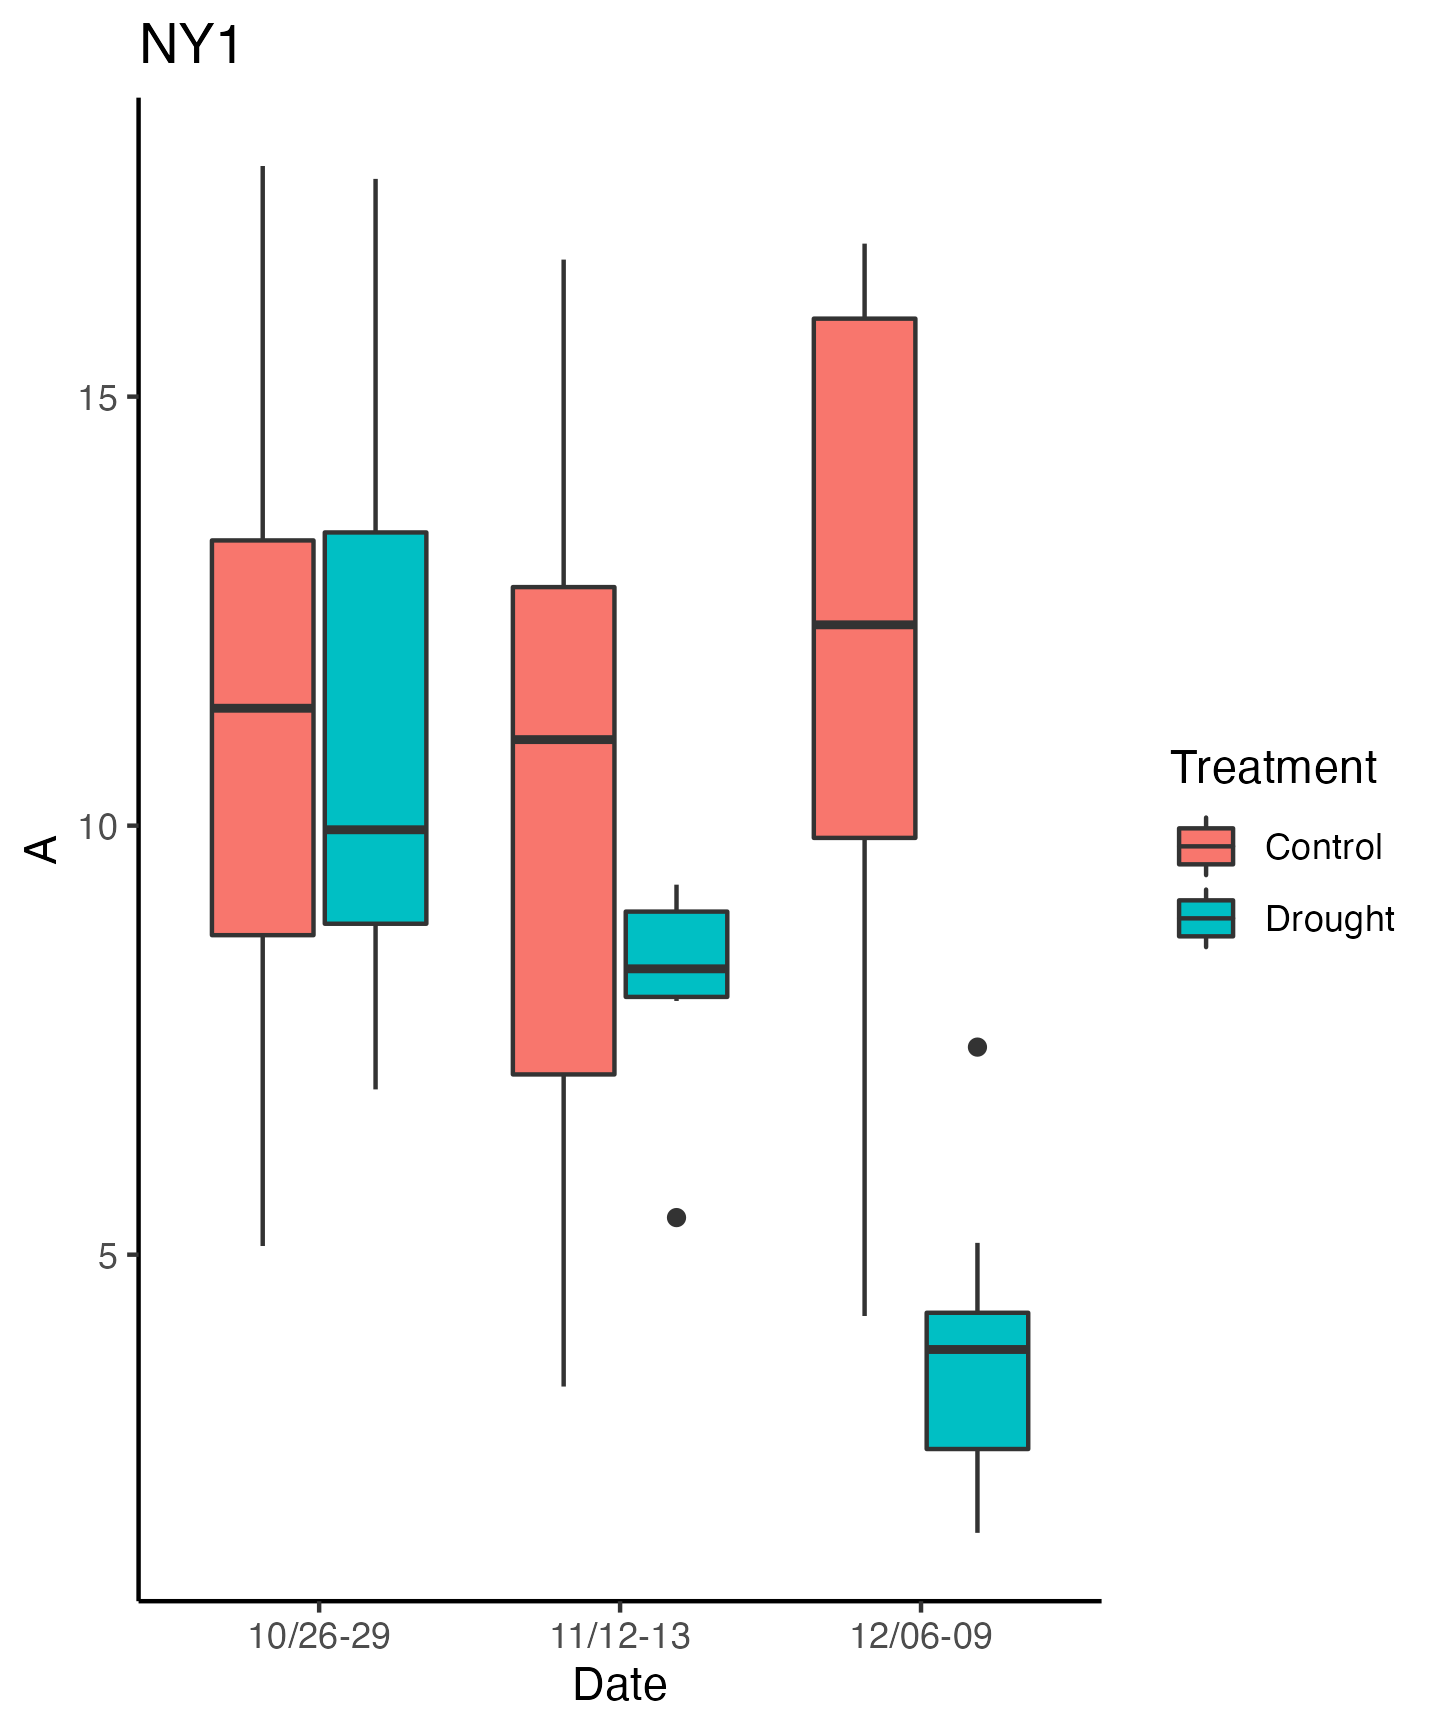 NY1
15
10
5
A
10/26-29
11/12-13
12/06-09
Date
Treatment
Control
Drought